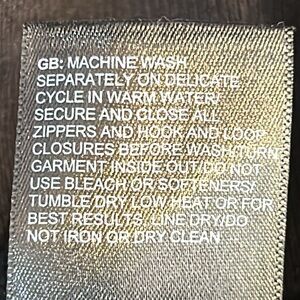 GB: MACHINE WASH
SEPARATELY ON DELICATE
CYCLE IN WARM WATER/
SECURE AND CLOSE ALL
ZIPPERS AND HOOK AND LOOP
CLOSURES BEFORE WASH/TURN
GARMENT INSIDE OUT/DO NOT
USE BLEACH OR SOFTENERS/
TUMBLE DRY LOW HEAT OR FOR
BEST RESULTS, LINE DRY/DO
NOT IRON OR DRY CLEAN